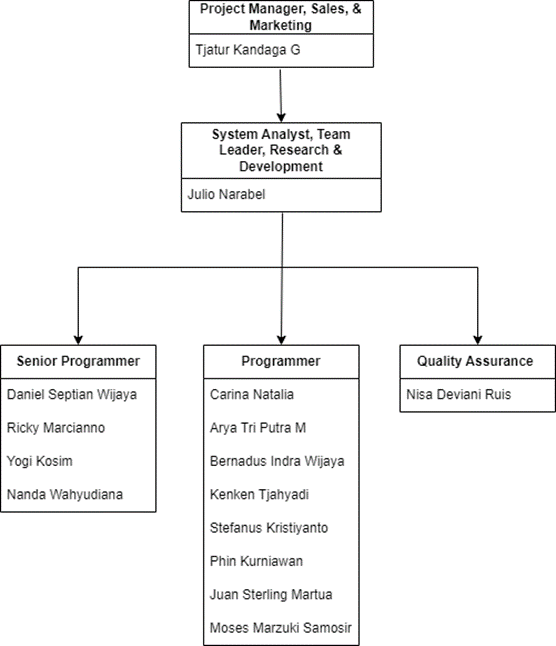 Project Manager, Sales, &
Marketing
Tjatur Kandaga G
System Analyst, Team
Leader, Research &
Development
Julio Narabel
Senior Programmer
Daniel Septian Wijaya
Ricky Marcianno
Yogi Kosim
Nanda Wahyudiana
Programmer
Carina Natalia
Arya Tri Putra M
Bernadus Indra Wijaya
Kenken Tjahyadi
Stefanus Kristiyanto
Phin Kurniawan
Juan Sterling Martua
Moses Marzuki Samosir
Quality Assurance
Nisa Deviani Ruis